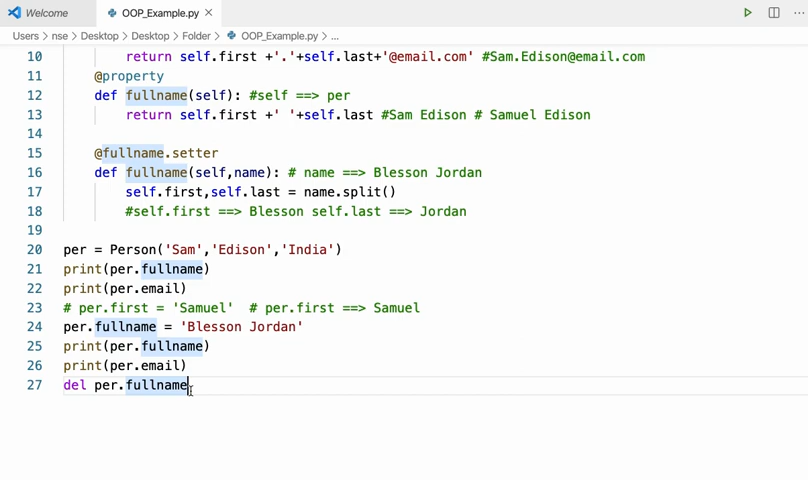 Welcome OOP_Example.py
Users > nse > Desktop > Desktop > Folder > OOP_Example.py > ...
10 return self.first +'.'+self.last+'@email.com' #Sam.Edison@email.com
11 @property
12 def fullname(self): #self ==> per
13 return self.first +' '+self.last #Sam Edison # Samuel Edison
14
15 @fullname.setter
16 def fullname(self,name): # name ==> Blesson Jordan
17 self.first,self.last = name.split()
18 #self.first ==> Blesson self.last ==> Jordan
19
20 per = Person('Sam','Edison','India')
21 print(per.fullname)
22 print(per.email)
23 # per.first = 'Samuel' # per.first ==> Samuel
24 per.fullname = 'Blesson Jordan'
25 print(per.fullname)
26 print(per.email)
27 del per.fullname